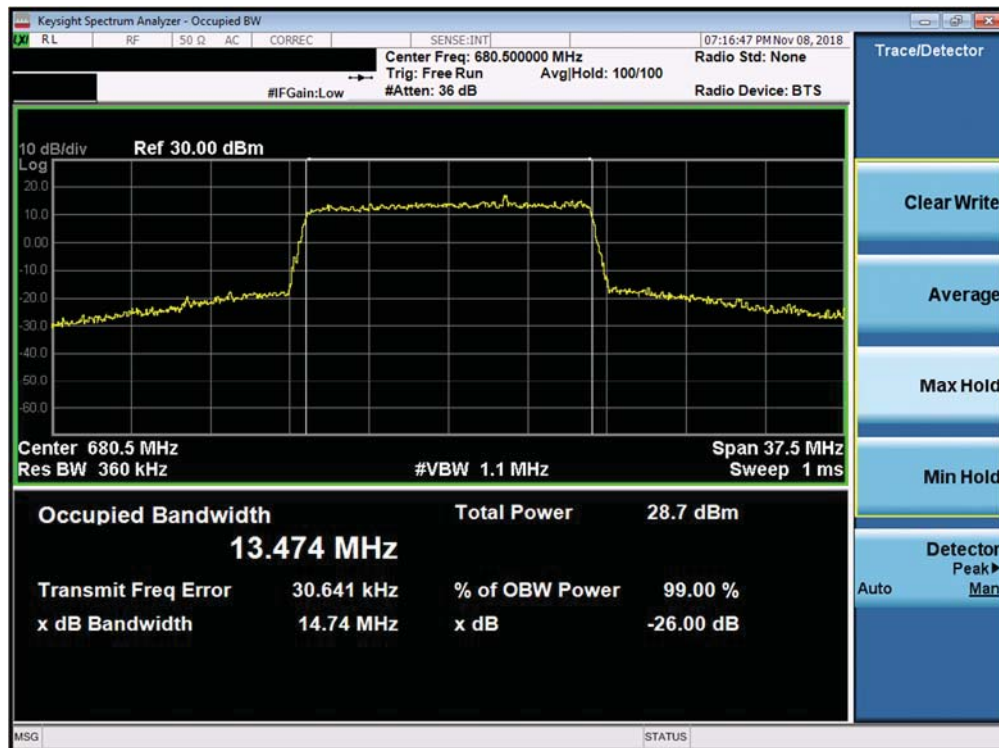 Keysight Spectrum Analyzer - Occupied BW
LXI RL RF 50 Ω AC CORREC SENSE:INT 07:16:47 PM Nov 08, 2018
Center Freq: 680.500000 MHz Radio Std: None
Trig: Free Run Avg|Hold: 100/100
#IFGain:Low #Atten: 36 dB Radio Device: BTS
Trace/Detector
10 dB/div Ref 30.00 dBm
Log
20.0
10.0
0.00
-10.0
-20.0
-30.0
-40.0
-50.0
-60.0
Center 680.5 MHz Span 37.5 MHz
Res BW 360 kHz #VBW 1.1 MHz Sweep 1 ms
Occupied Bandwidth Total Power 28.7 dBm
13.474 MHz
Transmit Freq Error 30.641 kHz % of OBW Power 99.00 %
x dB Bandwidth 14.74 MHz x dB -26.00 dB
Clear Write
Average
Max Hold
Min Hold
Detector
Peak▶
Auto Man
MSG STATUS